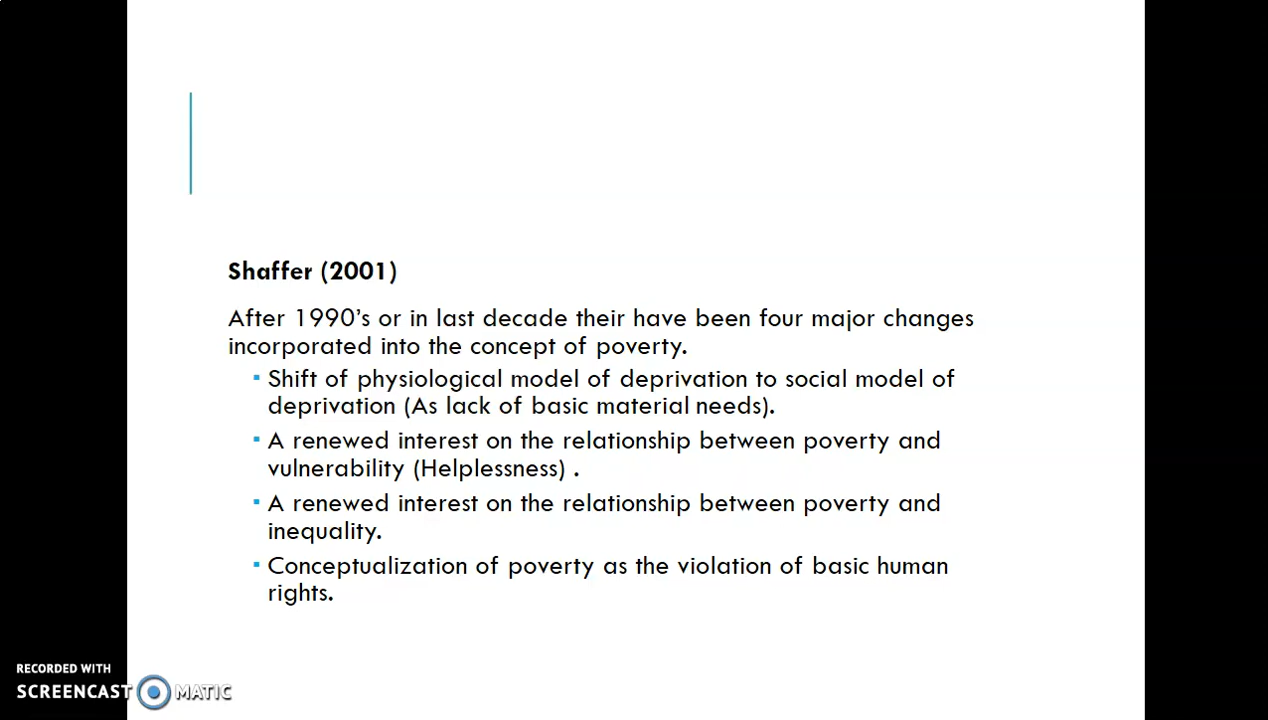 Shaffer (2001)
After 1990's or in last decade their have been four major changes
incorporated into the concept of poverty.
▪ Shift of physiological model of deprivation to social model of
deprivation (As lack of basic material needs).
▪ A renewed interest on the relationship between poverty and
vulnerability (Helplessness) .
▪ A renewed interest on the relationship between poverty and
inequality.
▪ Conceptualization of poverty as the violation of basic human
rights.
RECORDED WITH
SCREENCAST MATIC